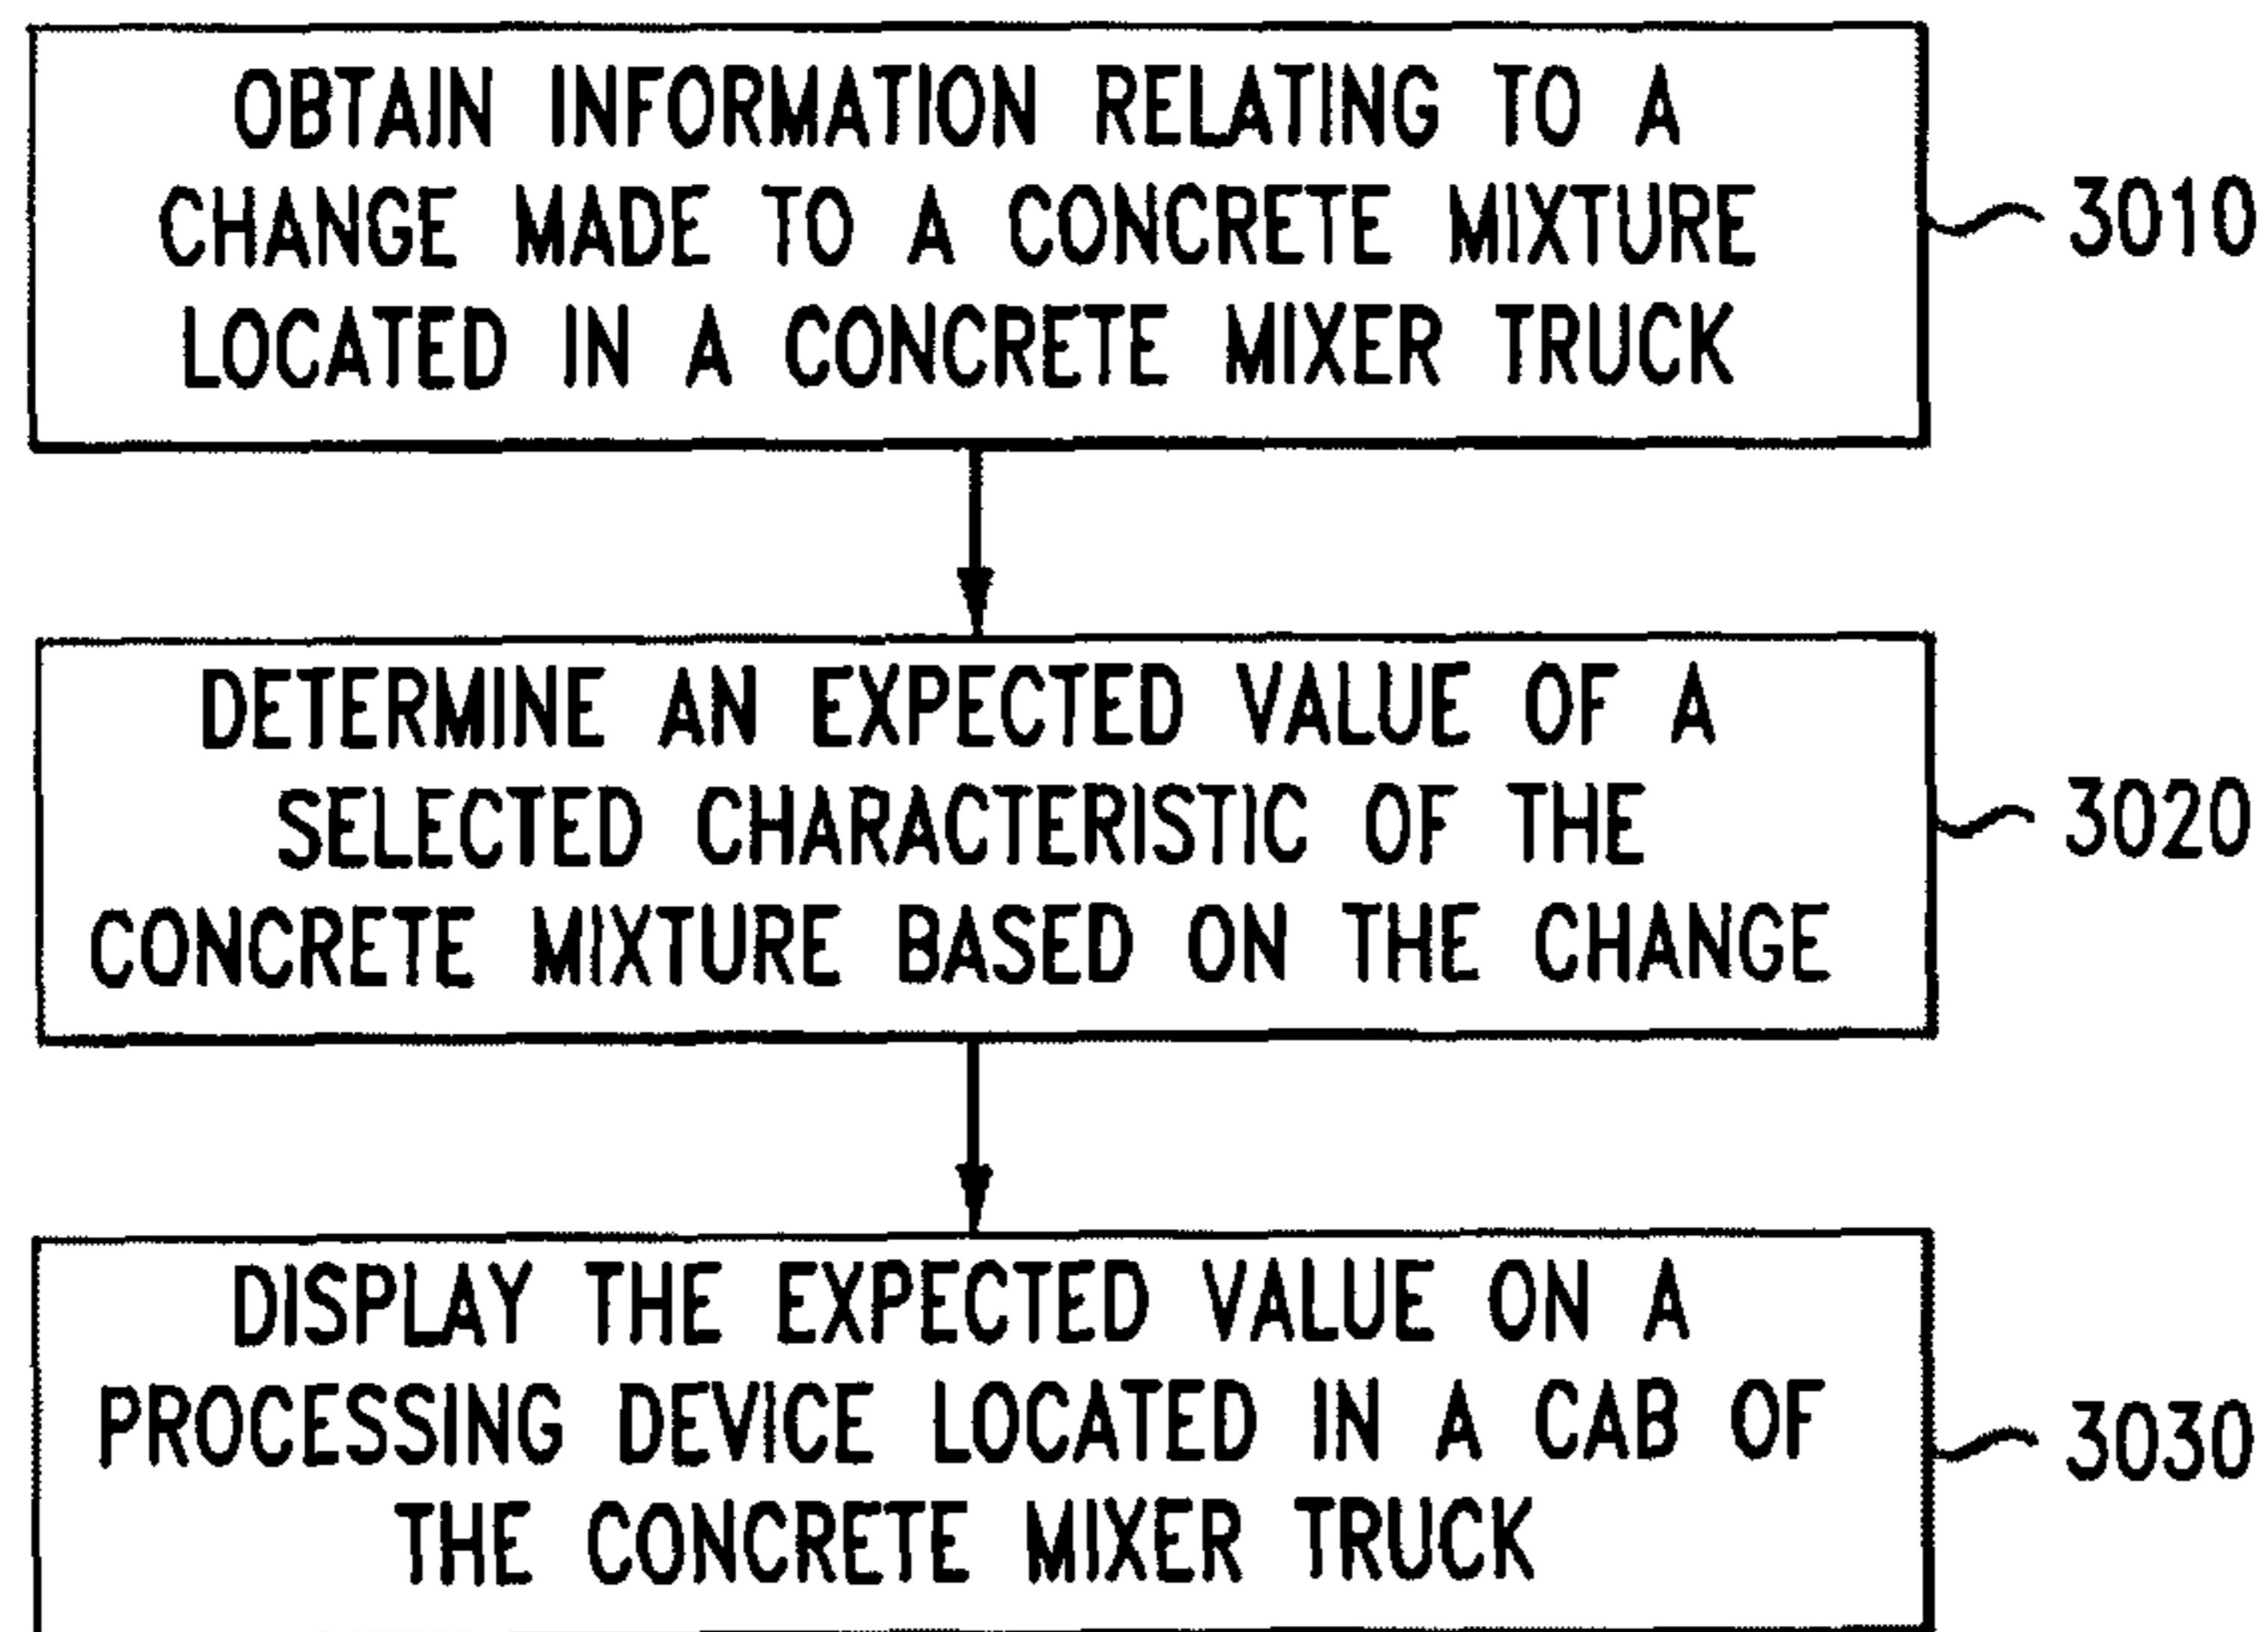 OBTAIN INFORMATION RELATING TO A
CHANGE MADE TO A CONCRETE MIXTURE
LOCATED IN A CONCRETE MIXER TRUCK
3010
DETERMINE AN EXPECTED VALUE OF A
SELECTED CHARACTERISTIC OF THE
CONCRETE MIXTURE BASED ON THE CHANGE
3020
DISPLAY THE EXPECTED VALUE ON A
PROCESSING DEVICE LOCATED IN A CAB OF
THE CONCRETE MIXER TRUCK
3030